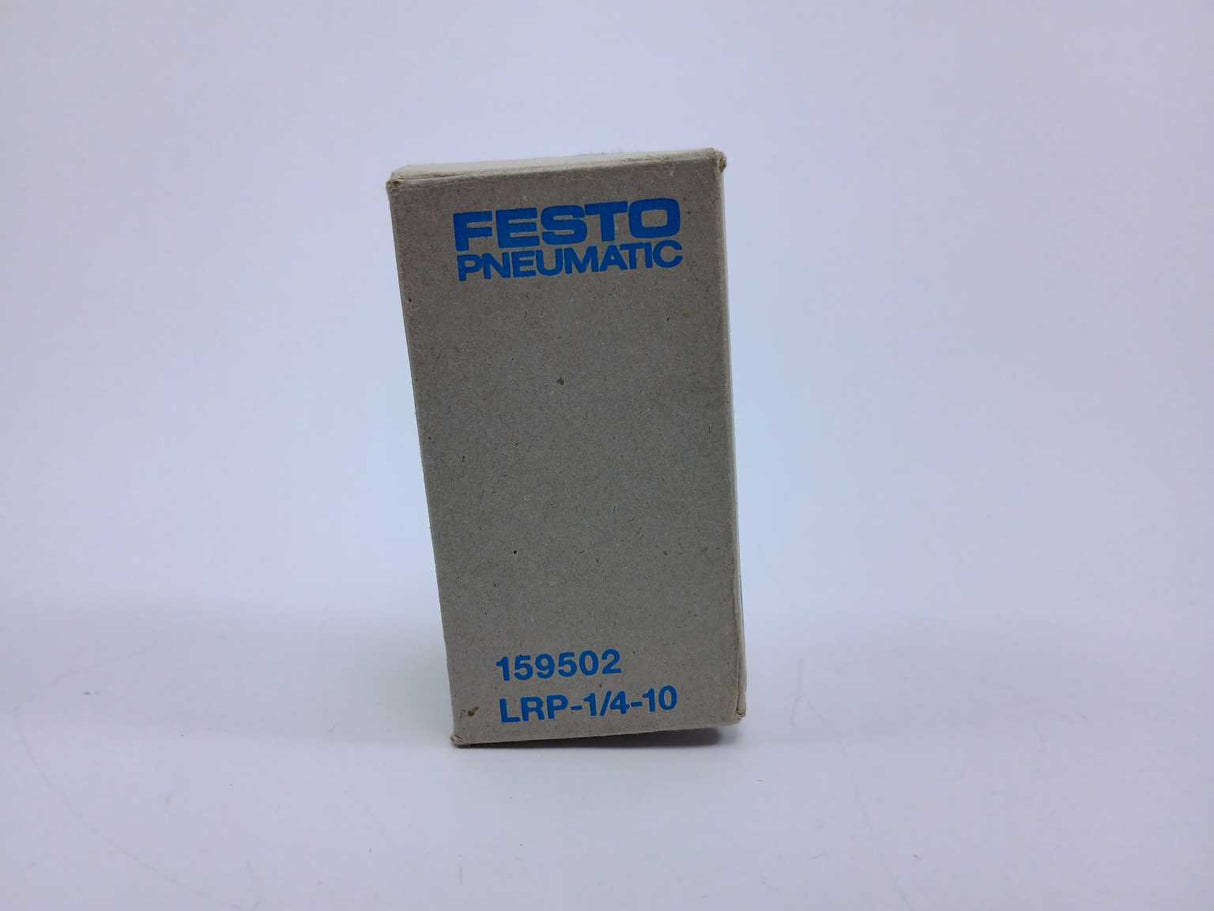 FESTO
PNEUMATIC
159502
LRP-1/4-10